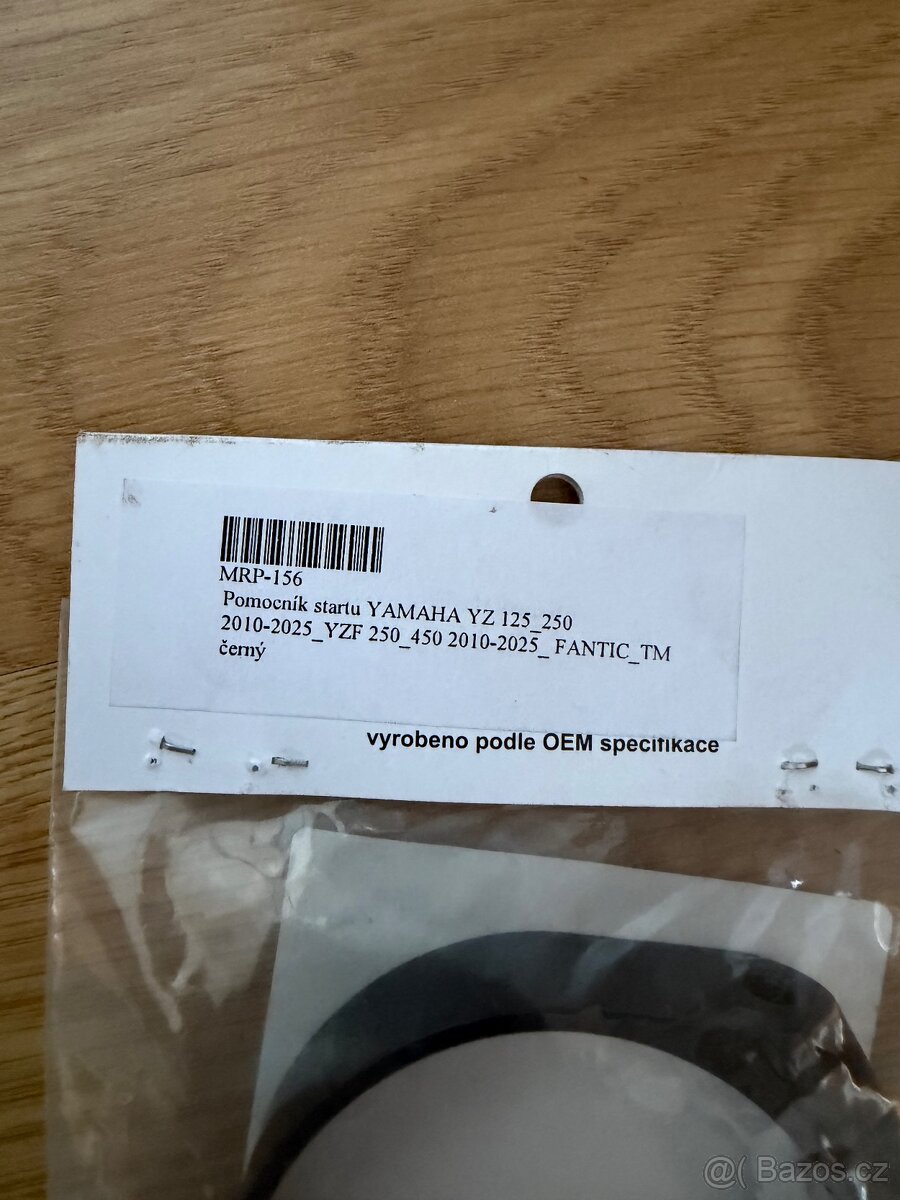 MRP-156
Pomocník startu YAMAHA YZ 125_250
2010-2025_YZF 250_450 2010-2025_ FANTIC_TM
černý
vyrobeno podle OEM specifikace
@( Bazos.cz